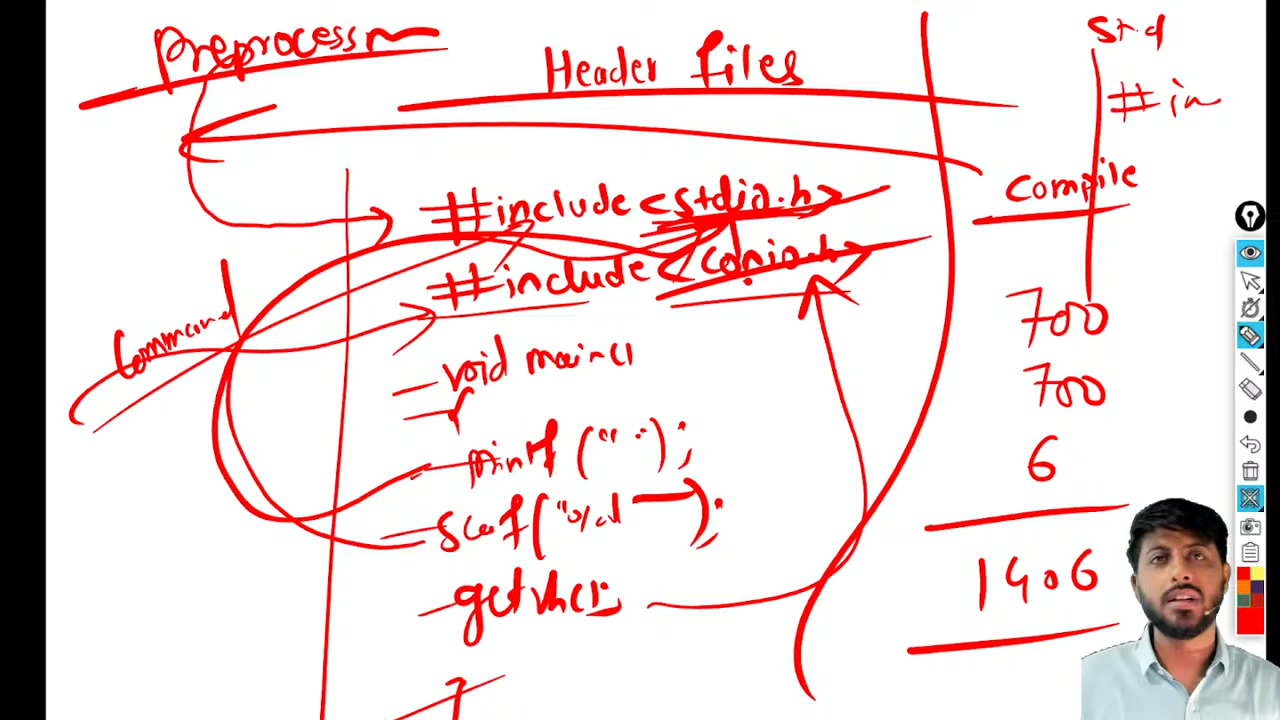 Preprocess
Header files
Std
#in
Compile
#include <stdio.h>
#include <conio.h>
Command
void main()
{
printf (" ");
scanf ("%d );
getch();
}
700
700
6
1406